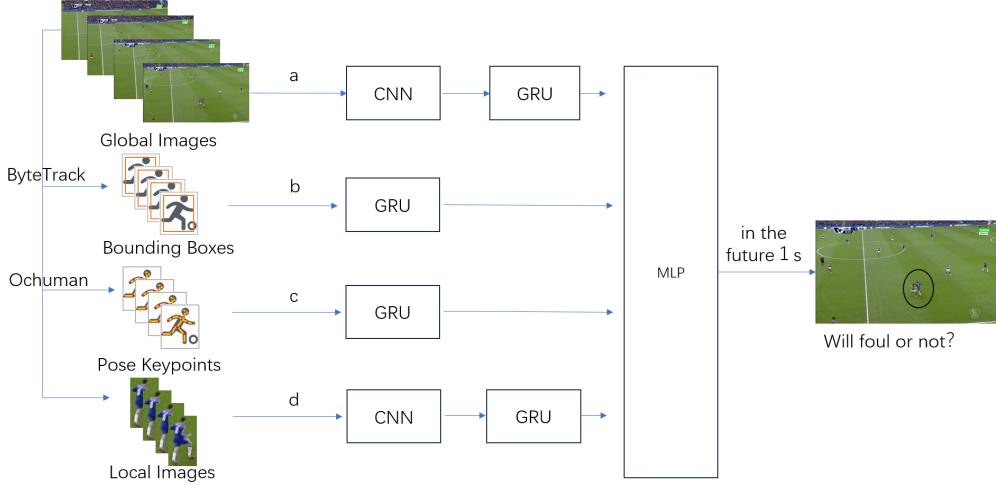 a
CNN
GRU
Global Images
ByteTrack
b
GRU
Bounding Boxes
in the
future 1 s
MLP
Ochuman
c
GRU
Will foul or not?
Pose Keypoints
d
CNN
GRU
Local Images